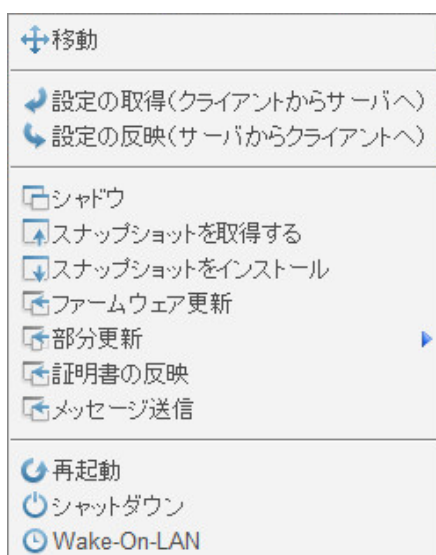 移動
設定の取得(クライアントからサーバへ)
設定の反映(サーバからクライアントへ)
シャドウ
スナップショットを取得する
スナップショットをインストール
ファームウェア更新
部分更新
証明書の反映
メッセージ送信
再起動
シャットダウン
Wake-On-LAN